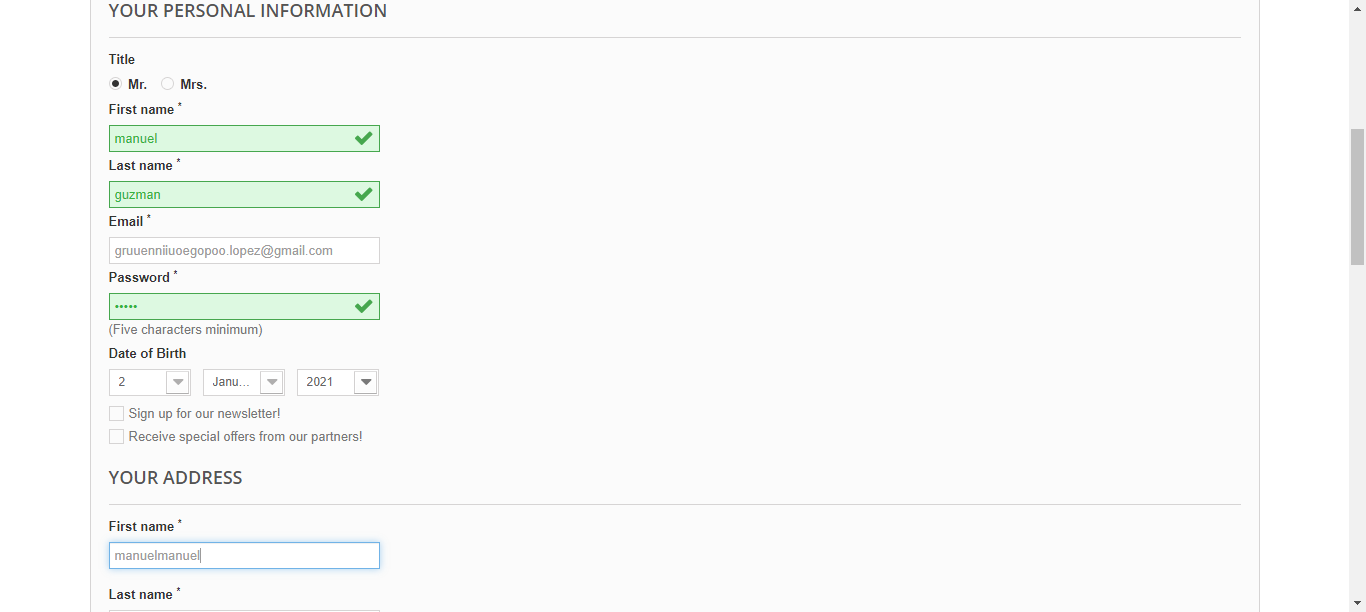 YOUR PERSONAL INFORMATION
Title
Mr. Mrs.
First name *
manuel
Last name *
guzman
Email *
gruuenniiuoegopoo.lopez@gmail.com
Password *
•••••
(Five characters minimum)
Date of Birth
2 Janu... 2021
Sign up for our newsletter!
Receive special offers from our partners!
YOUR ADDRESS
First name *
manuelmanuel
Last name *